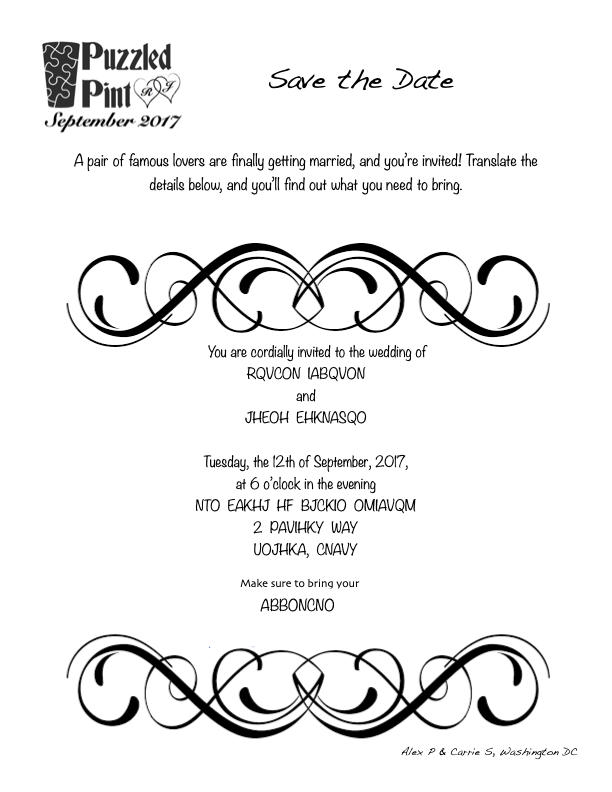 Puzzled
Pint
R J
September 2017
Save the Date
A pair of famous lovers are finally getting married, and you're invited! Translate the
details below, and you'll find out what you need to bring.
You are cordially invited to the wedding of
RQVCON IABQVON
and
JHEOH EHKNASQO
Tuesday, the 12th of September, 2017,
at 6 o'clock in the evening
NTO EAKHJ HF BJCKIO OMIAVQM
2 PAVIHKY WAY
UOJHKA, CNAVY
Make sure to bring your
ABBONCNO
Alex P & Carrie S, Washington DC